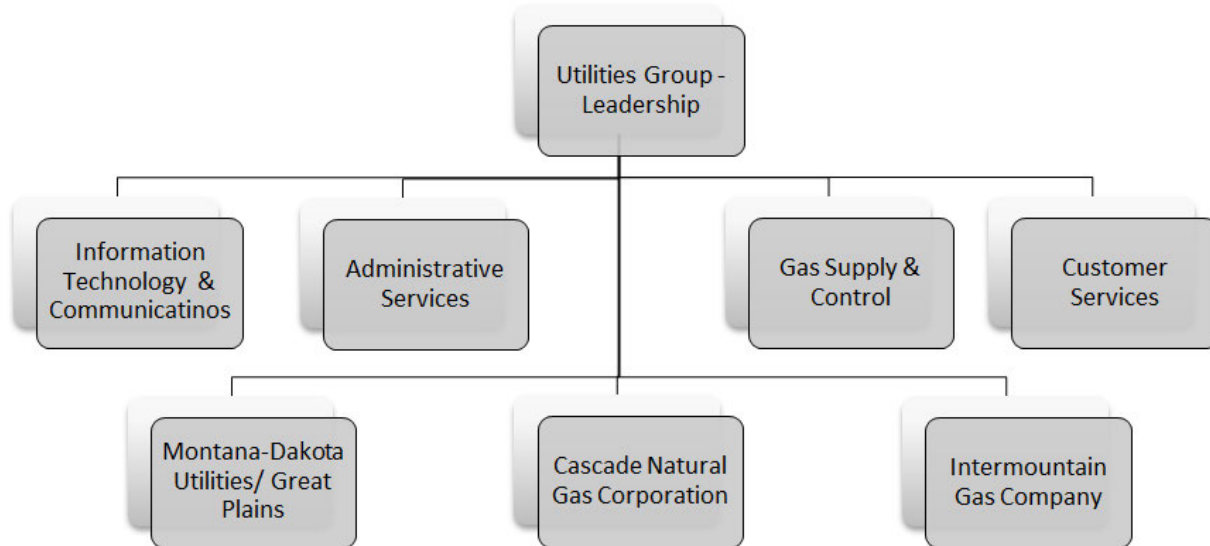 Utilities Group -
Leadership
Information
Technology &
Communicatinos
Administrative
Services
Gas Supply &
Control
Customer
Services
Montana-Dakota
Utilities/ Great
Plains
Cascade Natural
Gas Corporation
Intermountain
Gas Company